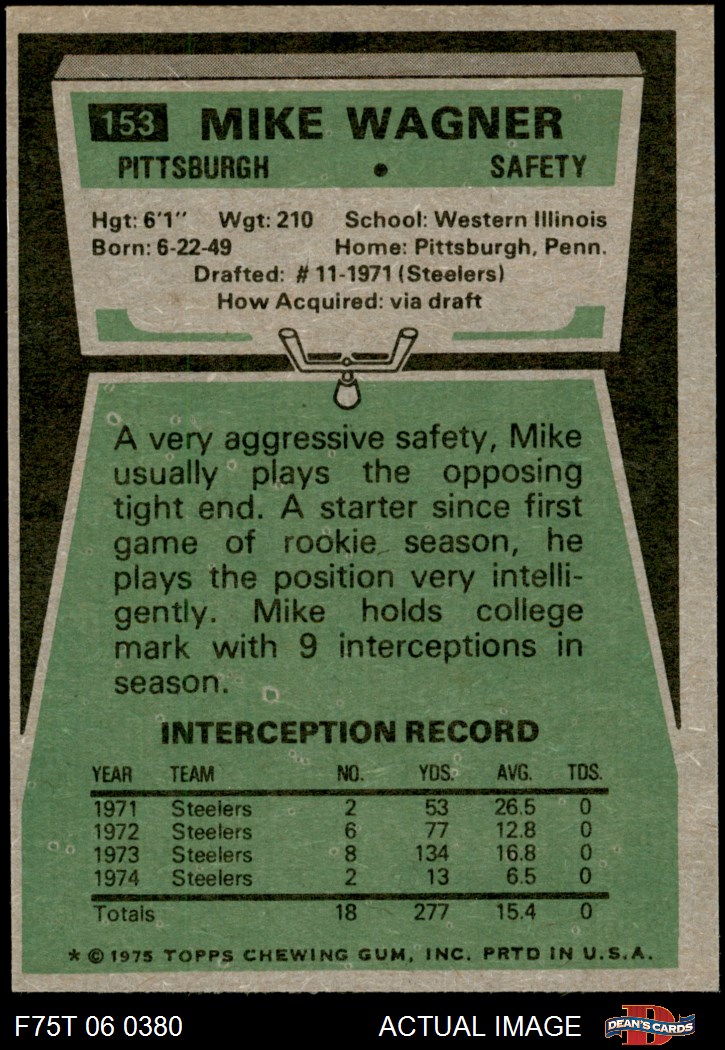 153 MIKE WAGNER
PITTSBURGH • SAFETY
Hgt: 6'1" Wgt: 210 School: Western Illinois
Born: 6-22-49 Home: Pittsburgh, Penn.
Drafted: #11-1971 (Steelers)
How Acquired: via draft
A very aggressive safety, Mike
usually plays the opposing
tight end. A starter since first
game of rookie season, he
plays the position very intelli-
gently. Mike holds college
mark with 9 interceptions in
season.
INTERCEPTION RECORD
YEAR TEAM NO. YDS. AVG. TDS.
1971 Steelers 2 53 26.5 0
1972 Steelers 6 77 12.8 0
1973 Steelers 8 134 16.8 0
1974 Steelers 2 13 6.5 0
Totals 18 277 15.4 0
* © 1975 TOPPS CHEWING GUM, INC. PRTD IN U.S.A.
F75T 06 0380 ACTUAL IMAGE D DEAN'S CARDS